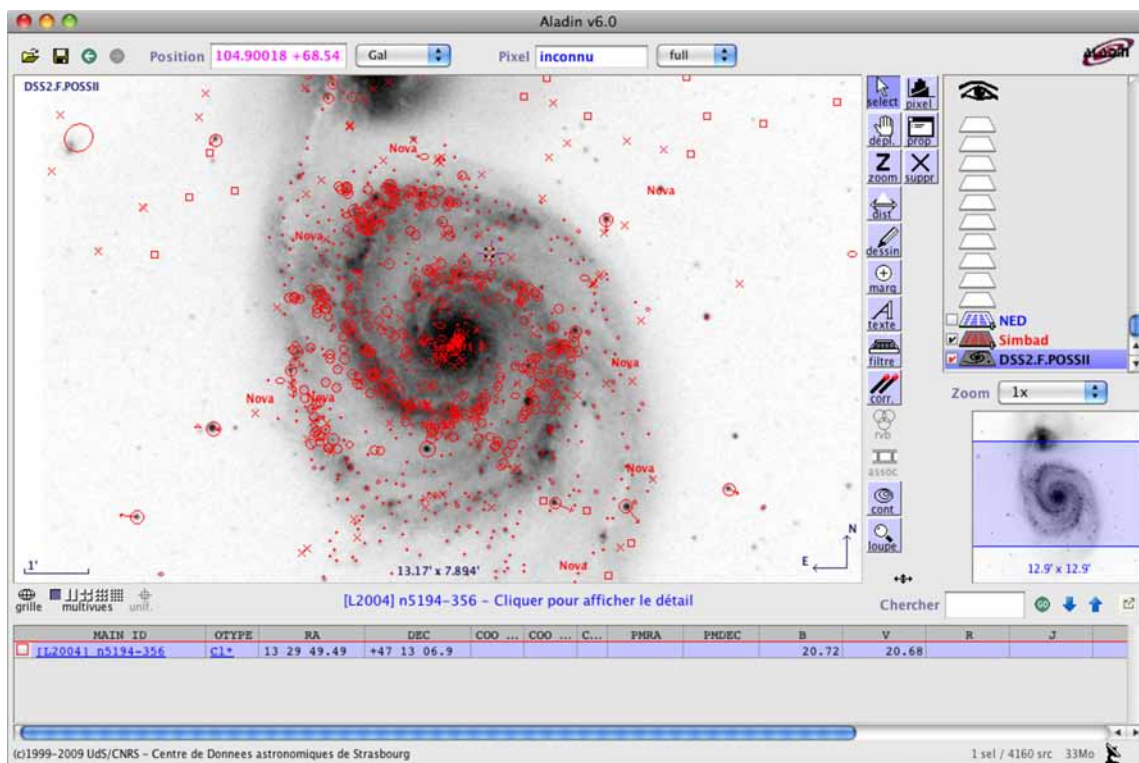 Aladin v6.0
Position 104.90018 +68.54 Gal Pixel inconnu full
DSS2.F.POSSII
select pixel
dépl. prop
Z X
zoom suppr
dist
dessin
marq
texte
filtre
corr.
rvb
assoc
cont
loupe
Nova
Nova
Nova
Nova
Nova
Nova
Nova
Nova
N
E
1'
13.17' x 7.894'
NED
Simbad
DSS2.F.POSSII
Zoom 1x
12.9' x 12.9'
grille multivues unif.
[L2004] n5194-356 - Cliquer pour afficher le détail
Chercher GO
MAIN ID OTYPE RA DEC COO ... COO ... C... PMRA PMDEC B V R J
[L2004] n5194-356 Cl* 13 29 49.49 +47 13 06.9 20.72 20.68
(c)1999-2009 UdS/CNRS - Centre de Donnees astronomiques de Strasbourg
1 sel / 4160 src 33Mo